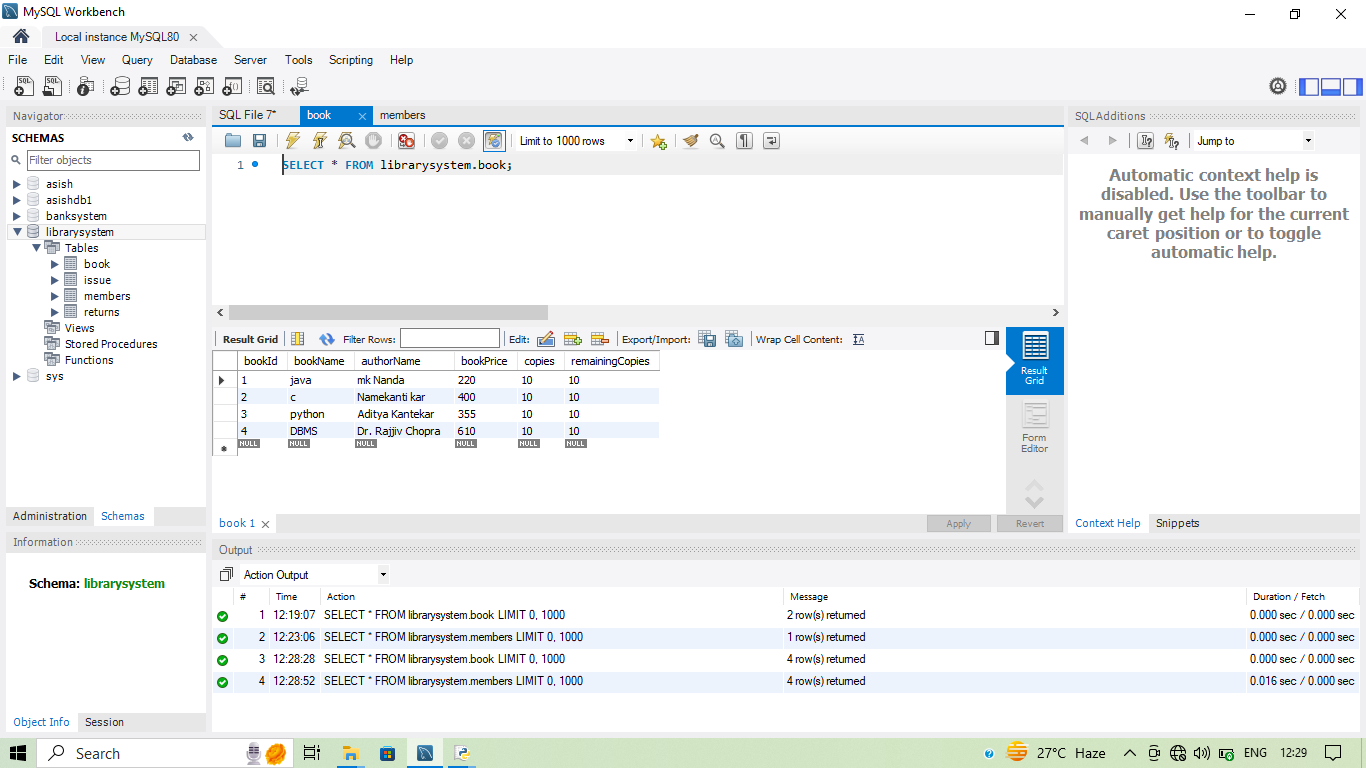 MySQL Workbench
Local instance MySQL80
File Edit View Query Database Server Tools Scripting Help
Navigator
SCHEMAS
Filter objects
asish
asishdb1
banksystem
librarysystem
Tables
book
issue
members
returns
Views
Stored Procedures
Functions
sys
Administration Schemas
Information
Schema: librarysystem
Object Info Session
SQL File 7* book members
Limit to 1000 rows
1 SELECT * FROM librarysystem.book;
Result Grid Filter Rows: Edit: Export/Import: Wrap Cell Content:
bookId bookName authorName bookPrice copies remainingCopies
1 java mk Nanda 220 10 10
2 c Namekanti kar 400 10 10
3 python Aditya Kantekar 355 10 10
4 DBMS Dr. Rajjiv Chopra 610 10 10
NULL NULL NULL NULL NULL NULL
Result Grid
Form Editor
book 1 Apply Revert
SQLAdditions
Jump to
Automatic context help is
disabled. Use the toolbar to
manually get help for the current
caret position or to toggle
automatic help.
Context Help Snippets
Output
Action Output
# Time Action Message Duration / Fetch
1 12:19:07 SELECT * FROM librarysystem.book LIMIT 0, 1000 2 row(s) returned 0.000 sec / 0.000 sec
2 12:23:06 SELECT * FROM librarysystem.members LIMIT 0, 1000 1 row(s) returned 0.000 sec / 0.000 sec
3 12:28:28 SELECT * FROM librarysystem.book LIMIT 0, 1000 4 row(s) returned 0.000 sec / 0.000 sec
4 12:28:52 SELECT * FROM librarysystem.members LIMIT 0, 1000 4 row(s) returned 0.016 sec / 0.000 sec
Search 27°C Haze ENG 12:29